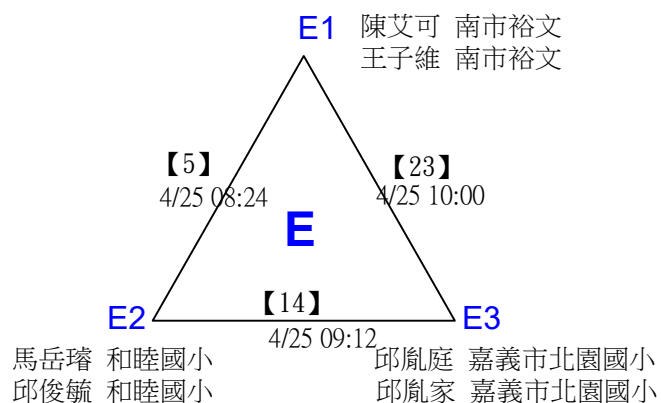 E1 陳艾可 南市裕文
王子維 南市裕文
【5】
4/25 08:24
【23】
4/25 10:00
E
E2
【14】
4/25 09:12
E3
馬岳璿 和睦國小
邱俊毓 和睦國小
邱胤庭 嘉義市北園國小
邱胤家 嘉義市北園國小